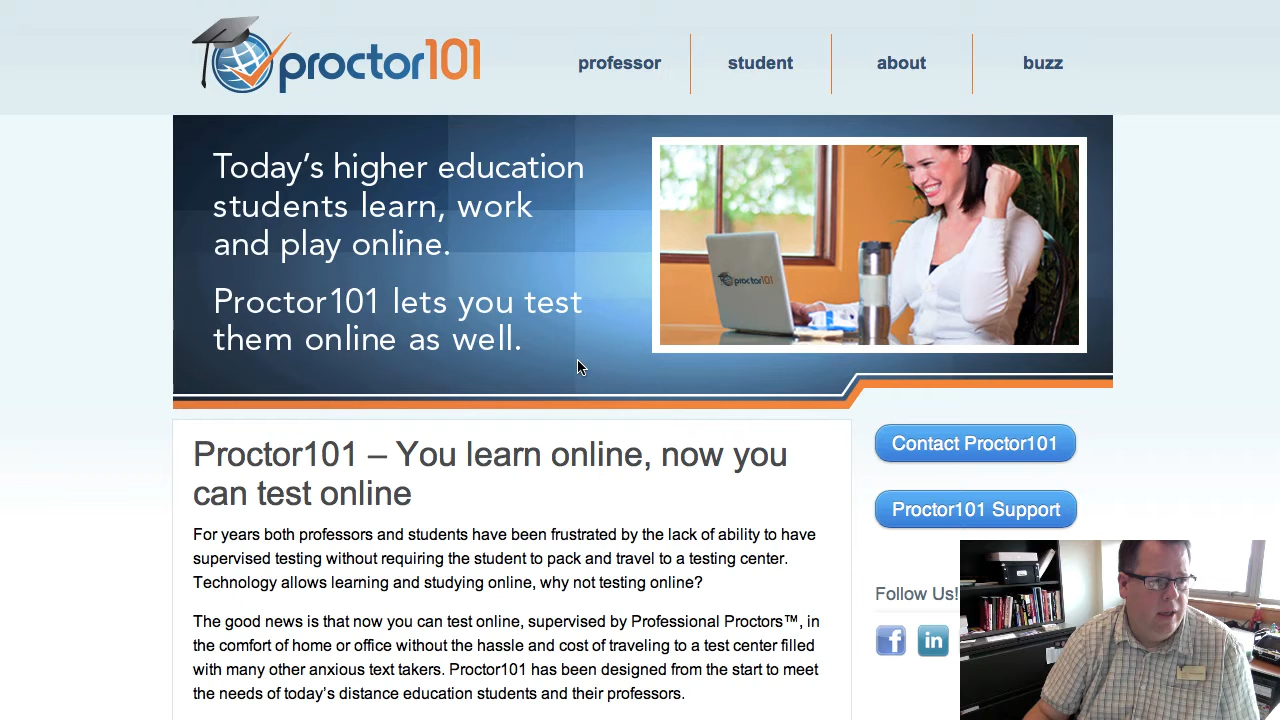 proctor101
professor
student
about
buzz
Today's higher education
students learn, work
and play online.
Proctor101 lets you test
them online as well.
proctor101
Proctor101 – You learn online, now you
can test online
For years both professors and students have been frustrated by the lack of ability to have
supervised testing without requiring the student to pack and travel to a testing center.
Technology allows learning and studying online, why not testing online?
The good news is that now you can test online, supervised by Professional Proctors™, in
the comfort of home or office without the hassle and cost of traveling to a test center filled
with many other anxious text takers. Proctor101 has been designed from the start to meet
the needs of today's distance education students and their professors.
Contact Proctor101
Proctor101 Support
Follow Us!
f
in